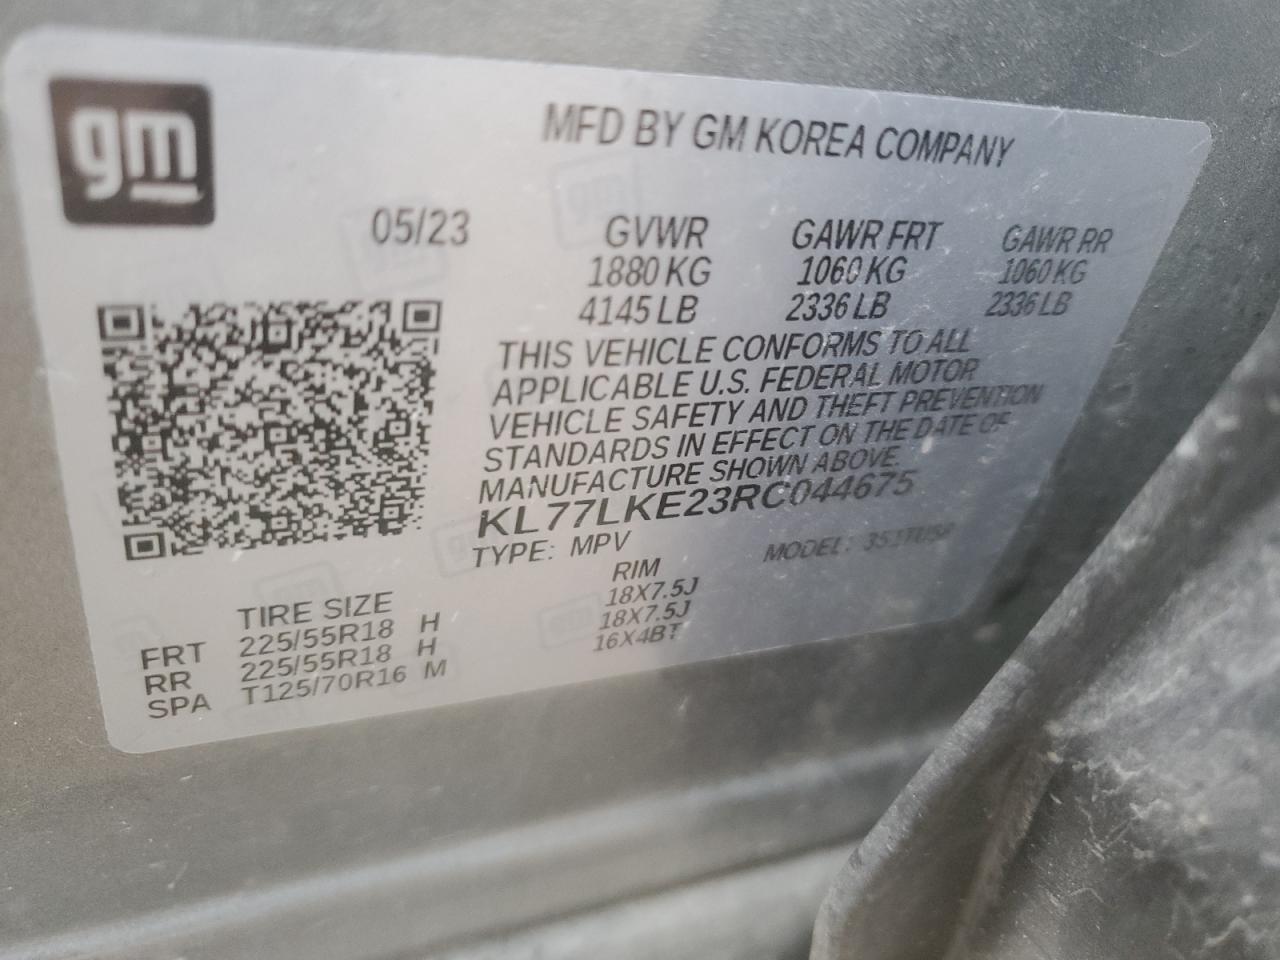 gm
MFD BY GM KOREA COMPANY
05/23 GVWR GAWR FRT GAWR RR
1880 KG 1060 KG 1060 KG
4145 LB 2336 LB 2336 LB
THIS VEHICLE CONFORMS TO ALL
APPLICABLE U.S. FEDERAL MOTOR
VEHICLE SAFETY AND THEFT PREVENTION
STANDARDS IN EFFECT ON THE DATE OF
MANUFACTURE SHOWN ABOVE.
KL77LKE23RC044675
TYPE: MPV MODEL:
TIRE SIZE RIM
FRT 225/55R18 H 18X7.5J
RR 225/55R18 H 18X7.5J
SPA T125/70R16 M 16X4BT